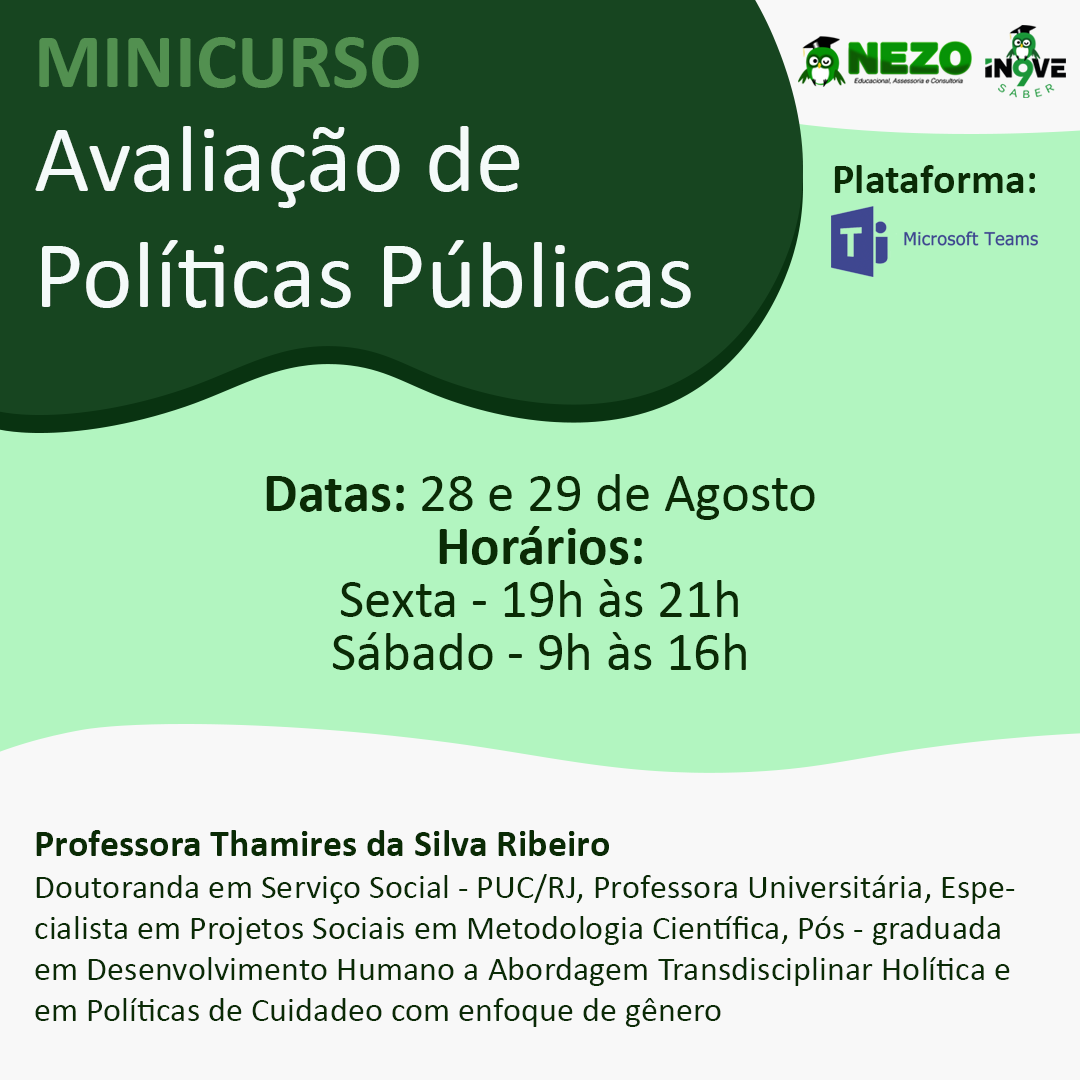 MINICURSO
Avaliação de
Políticas Públicas
NEZO
Educacional, Assessoria e Consultoria
iN9VE
SABER
Plataforma:
Microsoft Teams
Datas: 28 e 29 de Agosto
Horários:
Sexta - 19h às 21h
Sábado - 9h às 16h
Professora Thamires da Silva Ribeiro
Doutoranda em Serviço Social - PUC/RJ, Professora Universitária, Espe-
cialista em Projetos Sociais em Metodologia Científica, Pós - graduada
em Desenvolvimento Humano a Abordagem Transdisciplinar Holítica e
em Políticas de Cuidadeo com enfoque de gênero